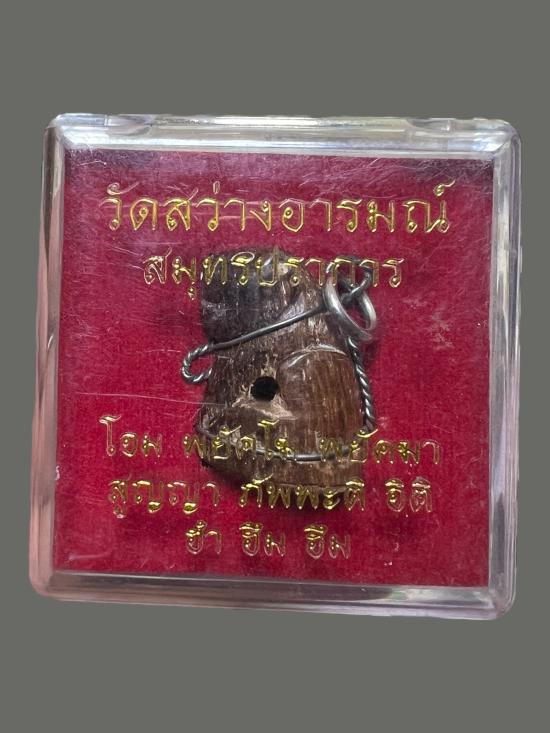 วัดสว่างอารมณ์
สมุทรปราการ
โอม พยัคโฆ พยัคฆา
สูญญา ภัพพะติ อิติ
ฮำ ฮึม ฮึม